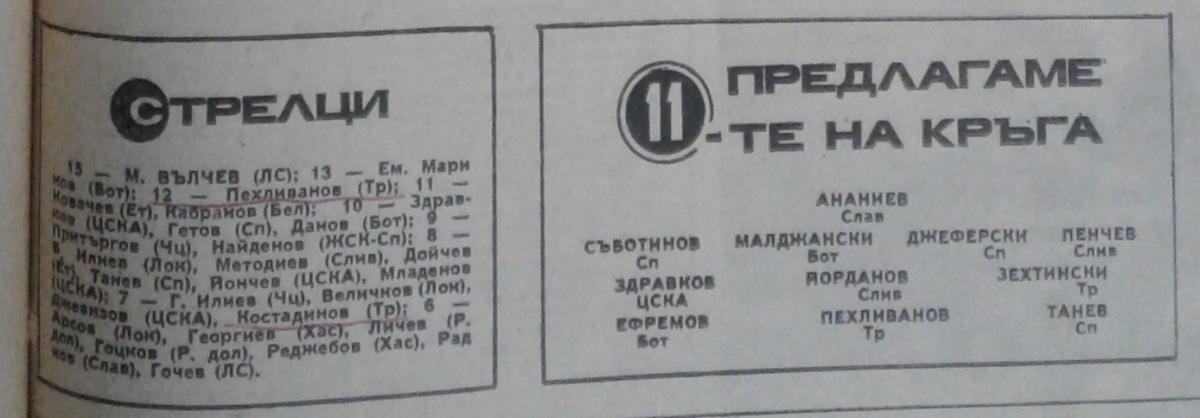 СТРЕЛЦИ
15 — М. ВЪЛЧЕВ (ЛС); 13 — Ем. Марин
нов (Вот); 12 — Пехливанов (Тр); 11 —
Ковачев (Ет), Кабранов (Бел); 10 — Здрав-
ков (ЦСКА), Гетов (Сп), Данов (Бот); 9 —
Притъргов (Чц), Найденов (ЖСК-Сп); 8 —
В. Илиев (Лок), Методиев (Слив), Дойчев
(Ет), Танев (Сп), Йончев (ЦСКА), Младенов
(ЦСКА); 7 — Г. Илиев (Чц), Величков (Лок),
Джевизов (ЦСКА), Костадинов (Тр); 6 —
Арсов (Лок), Георгиев (Хас), Личев (Р.
дол), Гоцков (Р. дол), Реджебов (Хас), Рад
ков (Слав), Гочев (ЛС).
ПРЕДЛАГАМЕ
11-ТЕ НА КРЪГА
АНАНИЕВ
Слав
СЪБОТИНОВ МАЛДЖАНСКИ ДЖЕФЕРСКИ ПЕНЧЕВ
Сп Бот Сп Слив
ЗДРАВКОВ ЙОРДАНОВ ЗЕХТИНСКИ
ЦСКА Слив Тр
ЕФРЕМОВ ПЕХЛИВАНОВ ТАНЕВ
Бот Тр Сп